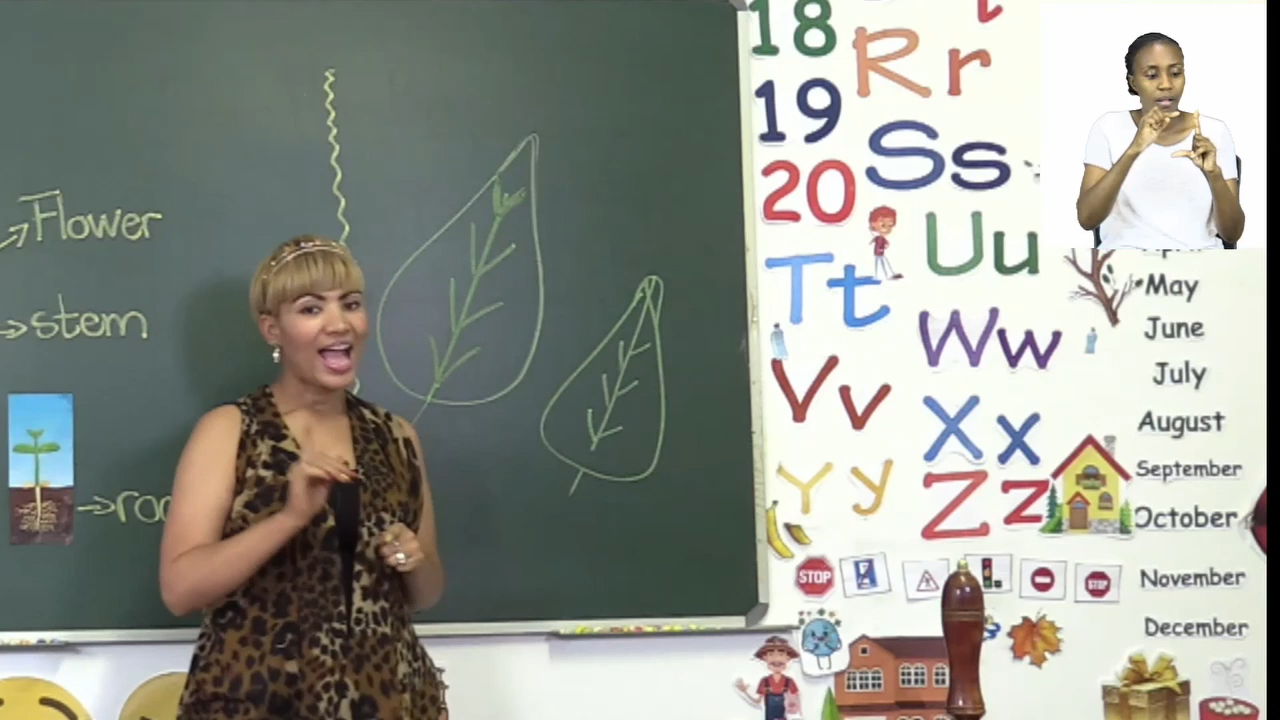 Flower
stem
18
19
20
Rr
Ss
Tt
Uu
Vv
Ww
Xx
Yy
Zz
May
June
July
August
September
October
November
December
STOP
STOP